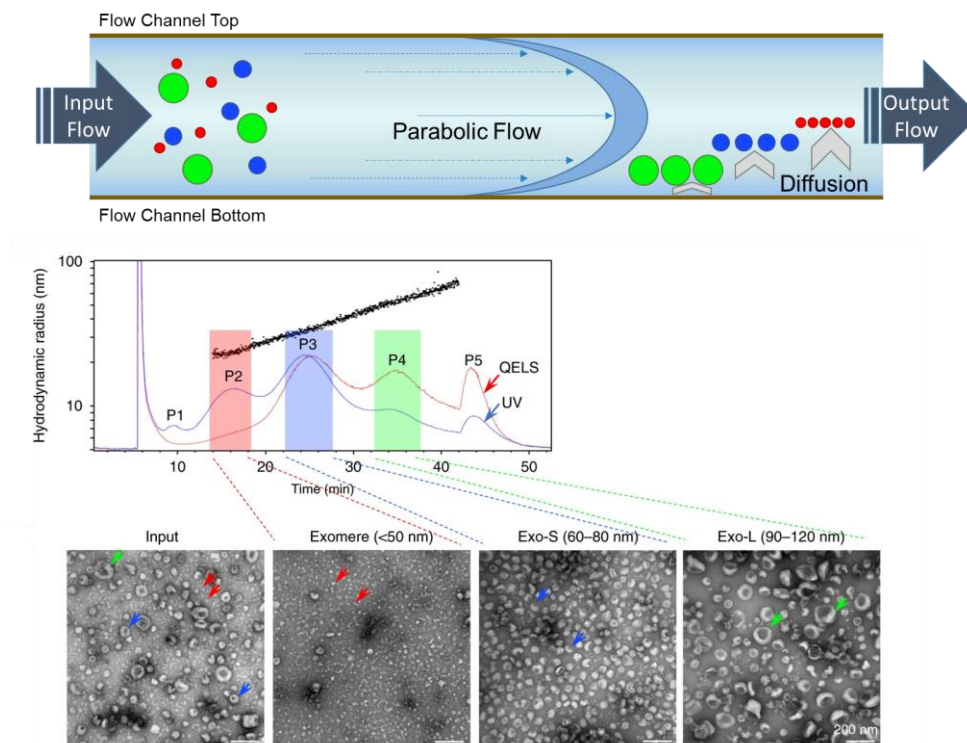 Flow Channel Top
Input
Flow
Parabolic Flow
Output
Flow
Diffusion
Flow Channel Bottom
Hydrodynamic radius (nm)
100
10
P1
P2
P3
P4
P5
QELS
UV
10
20
30
40
50
Time (min)
Input
Exomere (<50 nm)
Exo-S (60–80 nm)
Exo-L (90–120 nm)
200 nm